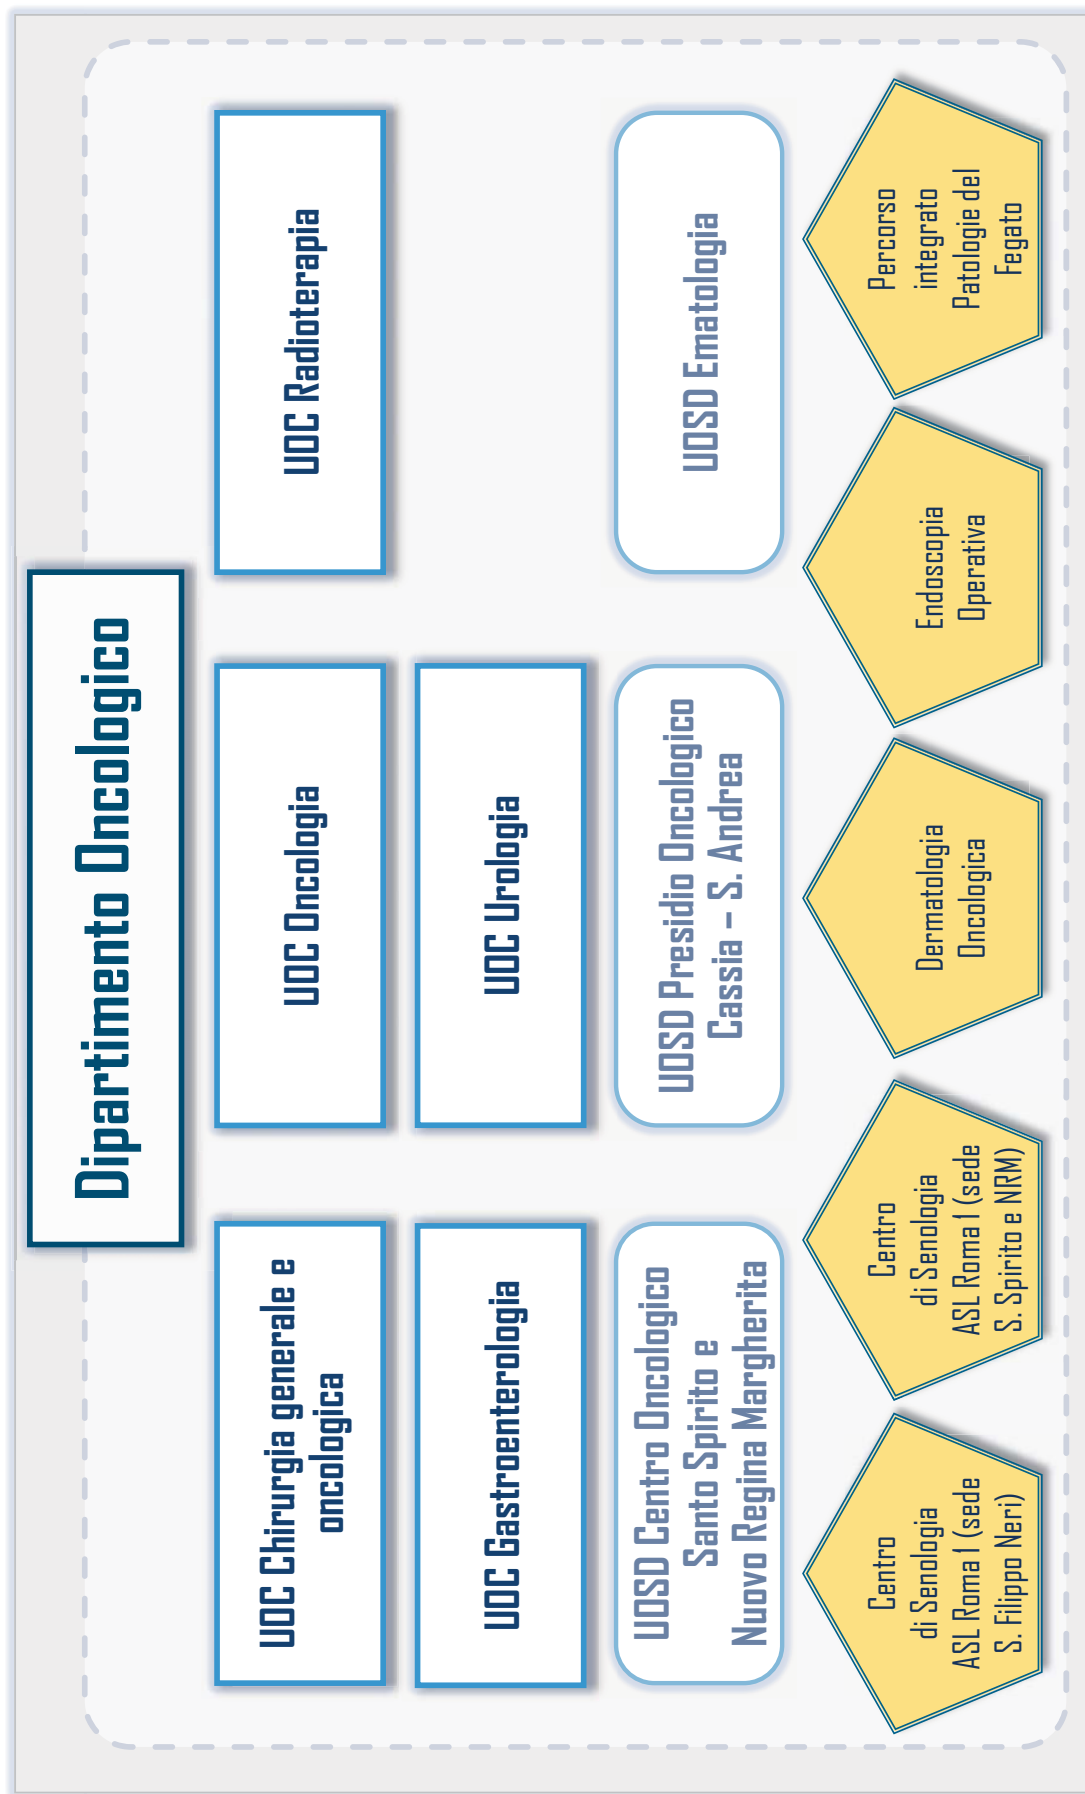 Dipartimento Oncologico
UOC Chirurgia generale e
oncologica
UOC Oncologia
UOC Radioterapia
UOC Gastroenterologia
UOC Urologia
UOSD Centro Oncologico
Santo Spirito e
Nuovo Regina Margherita
UOSD Presidio Oncologico
Cassia – S. Andrea
UOSD Ematologia
Centro
di Senologia
ASL Roma 1 (sede
S. Filippo Neri)
Centro
di Senologia
ASL Roma 1 (sede
S. Spirito e NRM)
Dermatologia
Oncologica
Endoscopia
Operativa
Percorso
integrato
Patologie del
Fegato